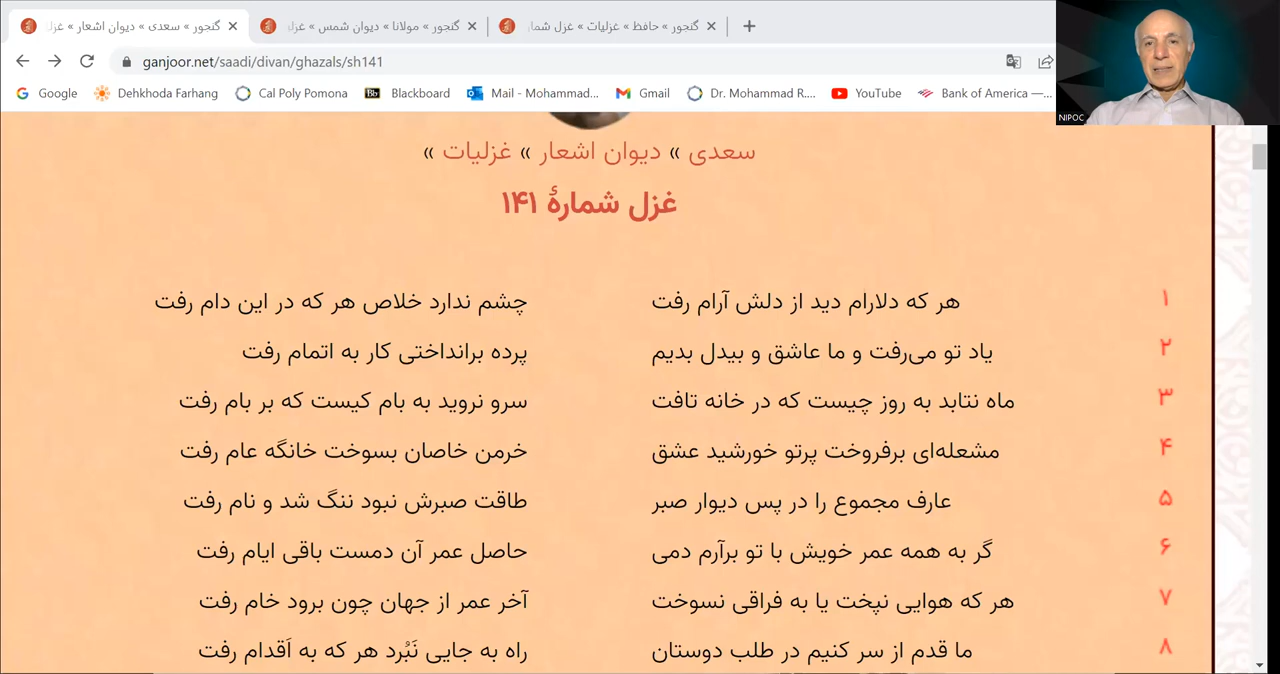 گنجور » سعدی » دیوان اشعار » غزل
گنجور » مولانا » دیوان شمس » غزل
گنجور » حافظ » غزلیات » غزل شمار
ganjoor.net/saadi/divan/ghazals/sh141
Google Dehkhoda Farhang Cal Poly Pomona Bb Blackboard Mail - Mohammad... Gmail Dr. Mohammad R.... YouTube Bank of America —...
NIPOC
سعدی » دیوان اشعار » غزلیات »
غزل شمارهٔ ۱۴۱
۱ هر که دلارام دید از دلش آرام رفت چشم ندارد خلاص هر که در این دام رفت
۲ یاد تو می‌رفت و ما عاشق و بیدل بدیم پرده برانداختی کار به اتمام رفت
۳ ماه نتابد به روز چیست که در خانه تافت سرو نروید به بام کیست که بر بام رفت
۴ مشعله‌ای برفروخت پرتو خورشید عشق خرمن خاصان بسوخت خانگه عام رفت
۵ عارف مجموع را در پس دیوار صبر طاقت صبرش نبود ننگ شد و نام رفت
۶ گر به همه عمر خویش با تو برآرم دمی حاصل عمر آن دمست باقی ایام رفت
۷ هر که هوایی نپخت یا به فراقی نسوخت آخر عمر از جهان چون برود خام رفت
۸ ما قدم از سر کنیم در طلب دوستان راه به جایی نَبُرد هر که به اَقدام رفت